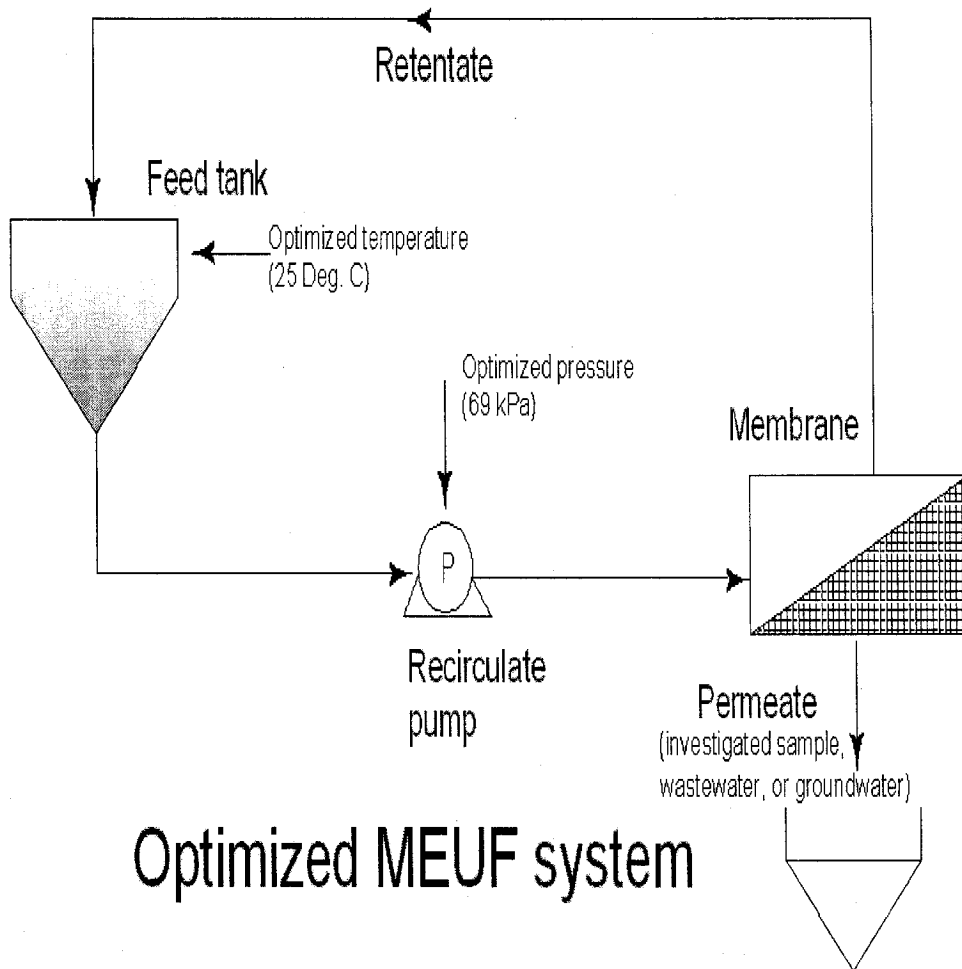 Retentate
Feed tank
Optimized temperature
(25 Deg. C)
Optimized pressure
(69 kPa)
Membrane
P
Recirculate
pump
Permeate
(investigated sample,
wastewater, or groundwater)
Optimized MEUF system